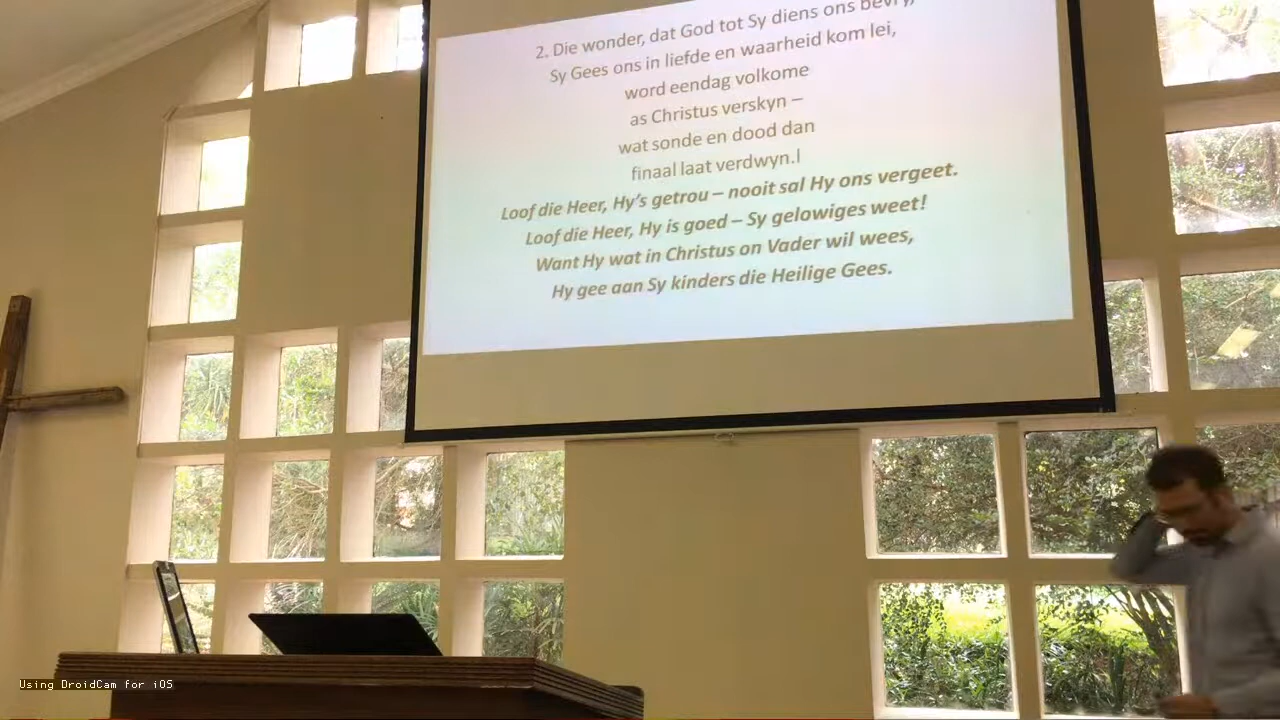 2. Die wonder, dat God tot Sy diens ons bevry,
Sy Gees ons in liefde en waarheid kom lei,
word eendag volkome
as Christus verskyn –
wat sonde en dood dan
finaal laat verdwyn.l
Loof die Heer, Hy's getrou – nooit sal Hy ons vergeet.
Loof die Heer, Hy is goed – Sy gelowiges weet!
Want Hy wat in Christus on Vader wil wees,
Hy gee aan Sy kinders die Heilige Gees.
Using DroidCam for iOS